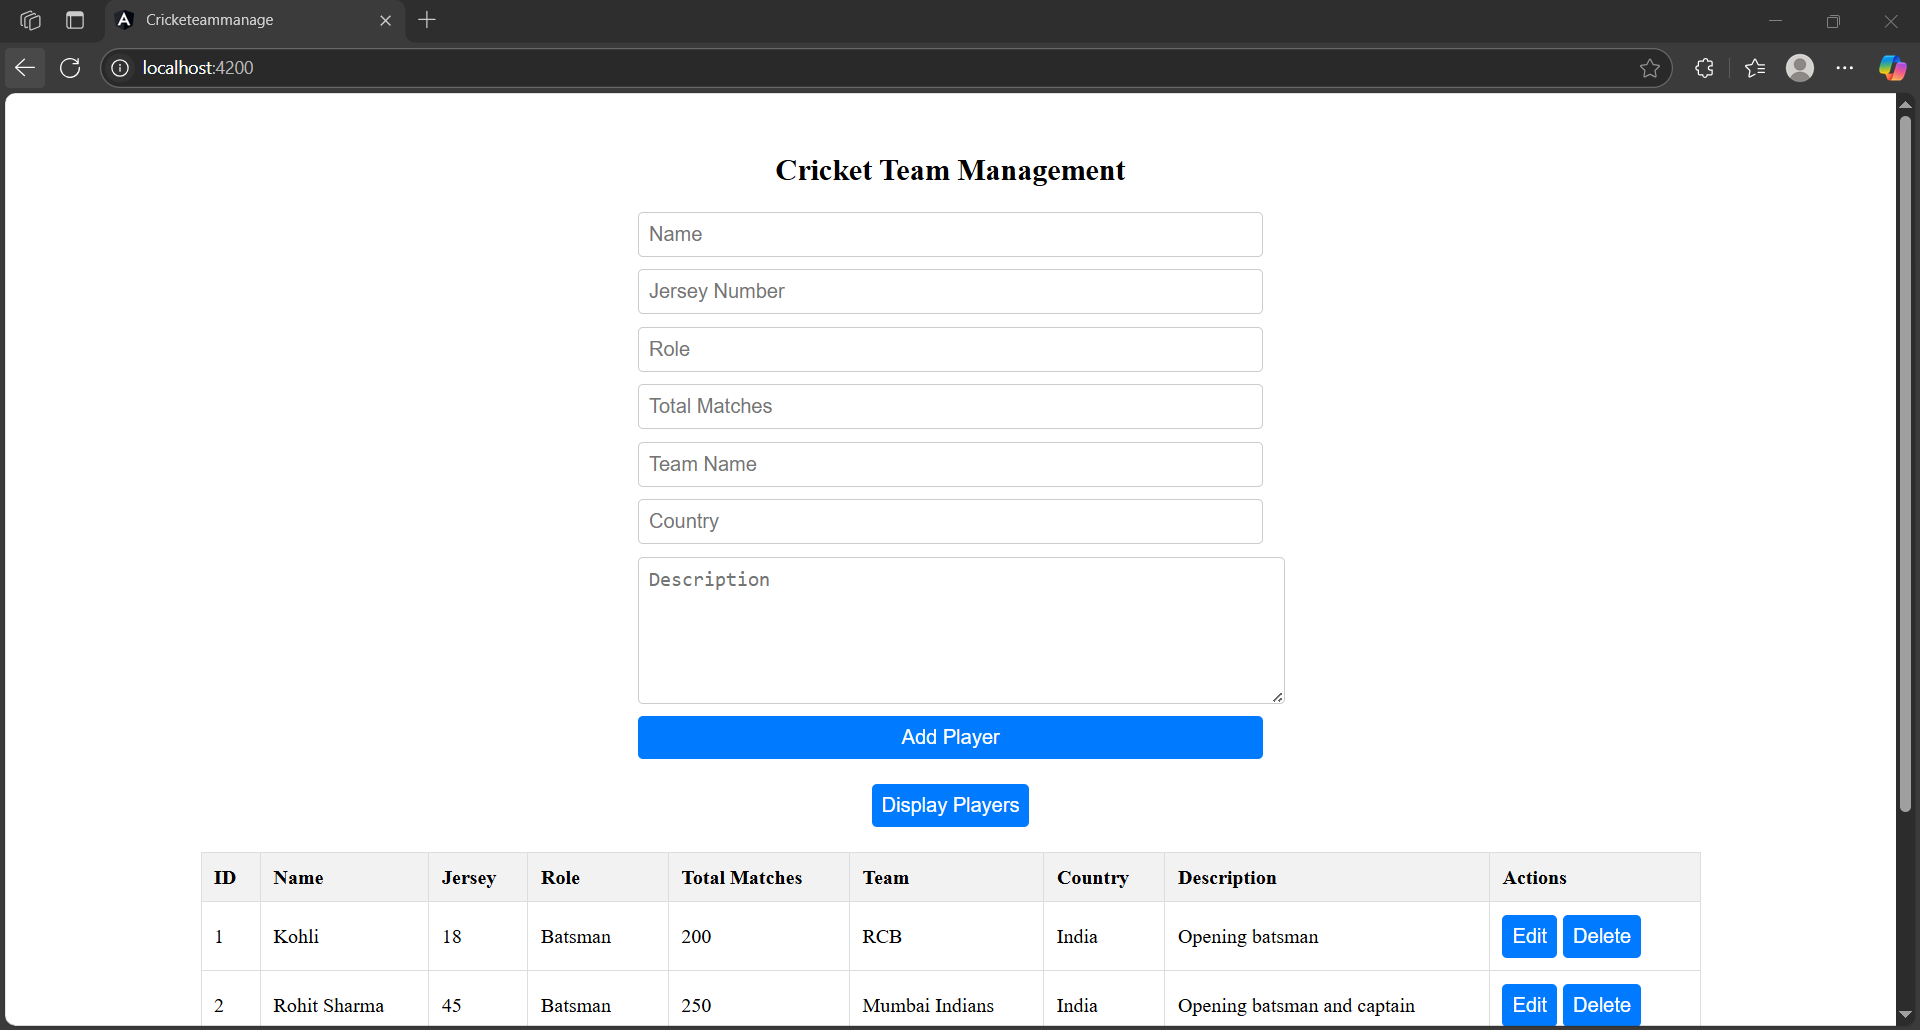 Cricketeammanage
localhost:4200
Cricket Team Management
Name
Jersey Number
Role
Total Matches
Team Name
Country
Description
Add Player
Display Players
ID Name Jersey Role Total Matches Team Country Description Actions
1 Kohli 18 Batsman 200 RCB India Opening batsman Edit Delete
2 Rohit Sharma 45 Batsman 250 Mumbai Indians India Opening batsman and captain Edit Delete